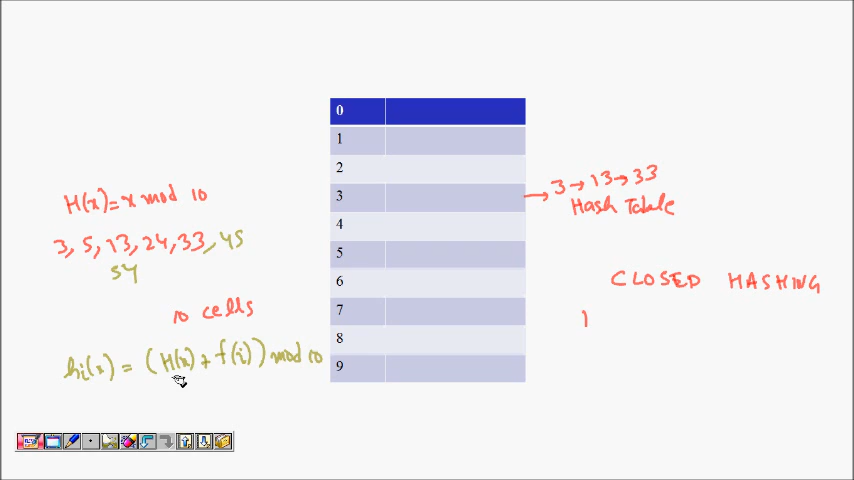 0
1
2
3
4
5
6
7
8
9
H(x)=x mod 10
3, 5, 13, 24, 33, 45
54
10 cells
hi(x) = (H(x) + f(i)) mod 10
→ 3 → 13 → 33
Hash Table
CLOSED HASHING
1